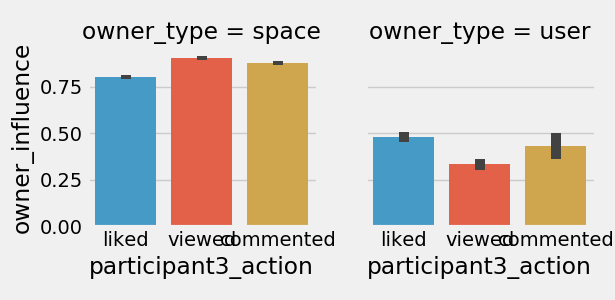 owner_type = space
owner_type = user
owner_influence
0.75
0.50
0.25
0.00
liked viewed commented
liked viewed commented
participant3_action
participant3_action